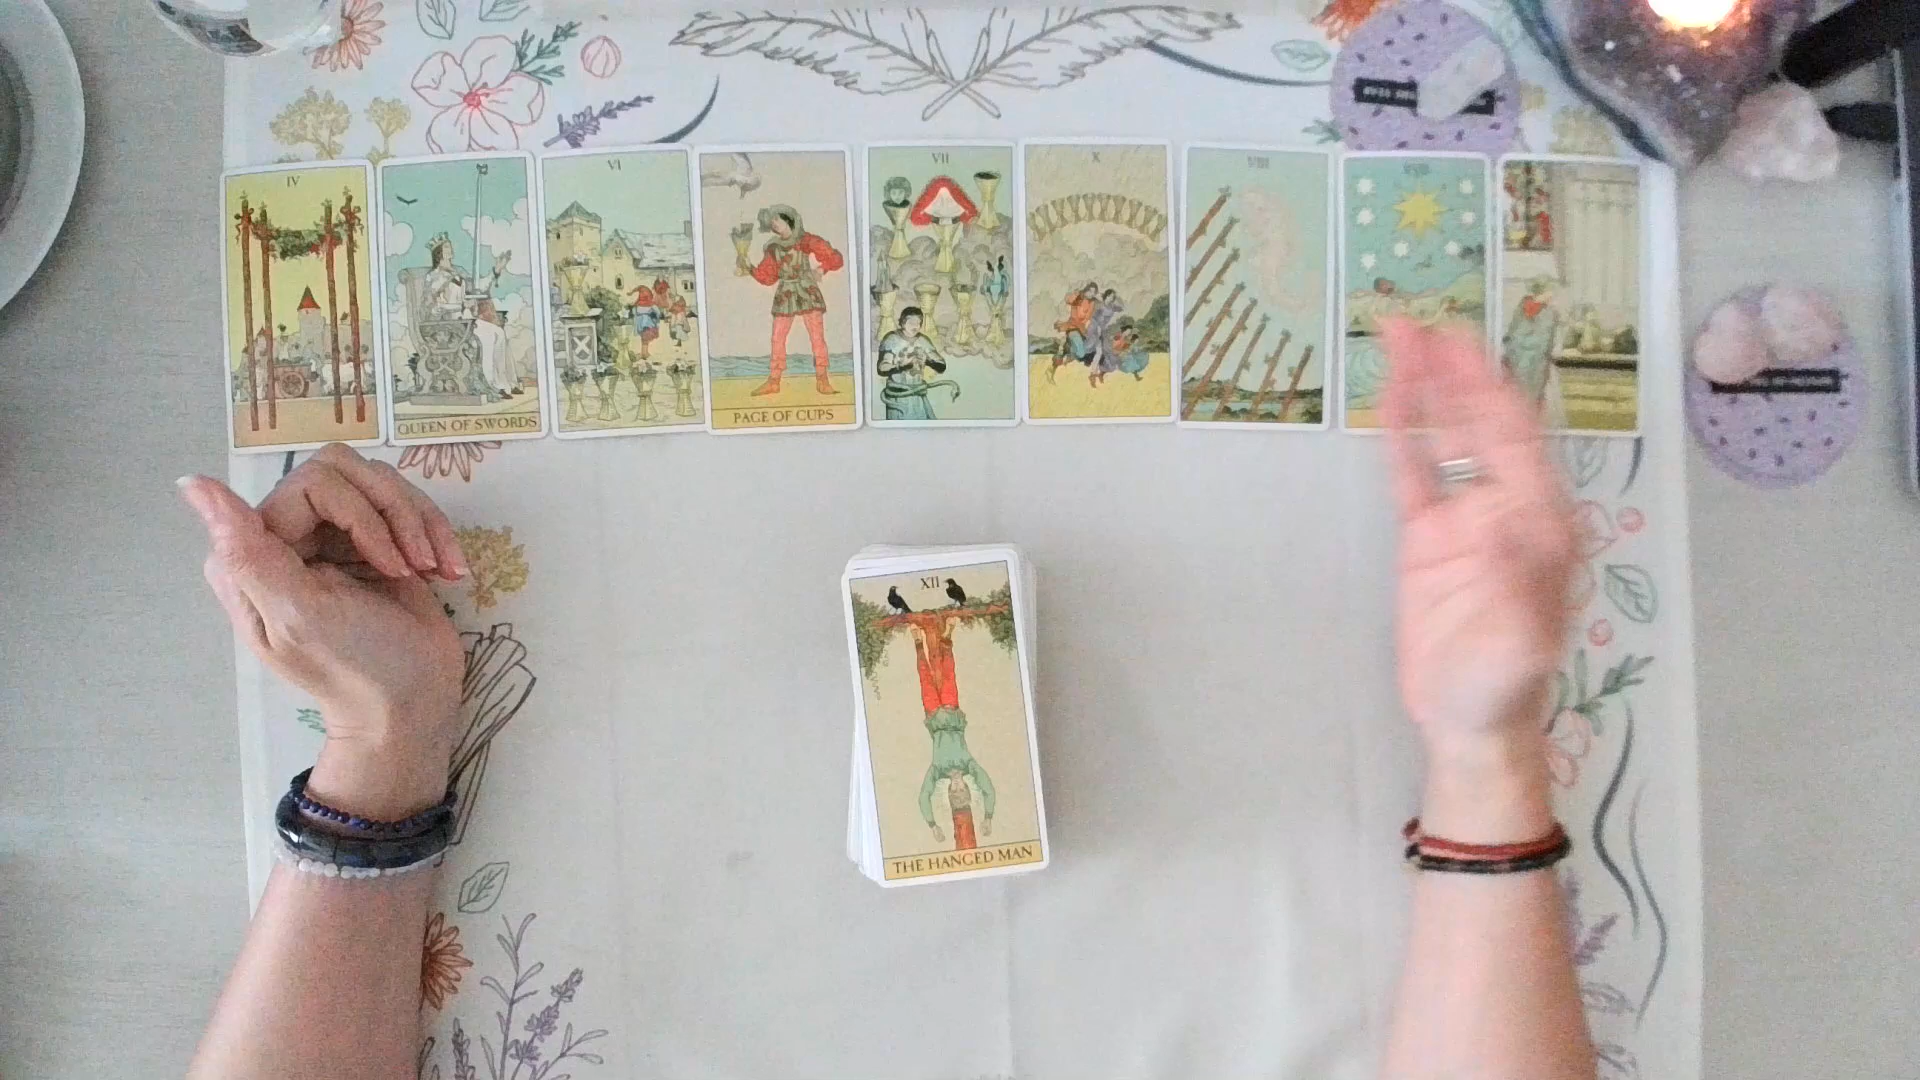 IV
QUEEN OF SWORDS
VI
PAGE OF CUPS
VII
X
VIII
XII
THE HANGED MAN